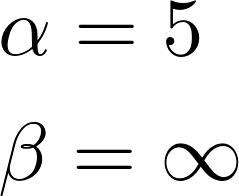 α = 5
β = ∞